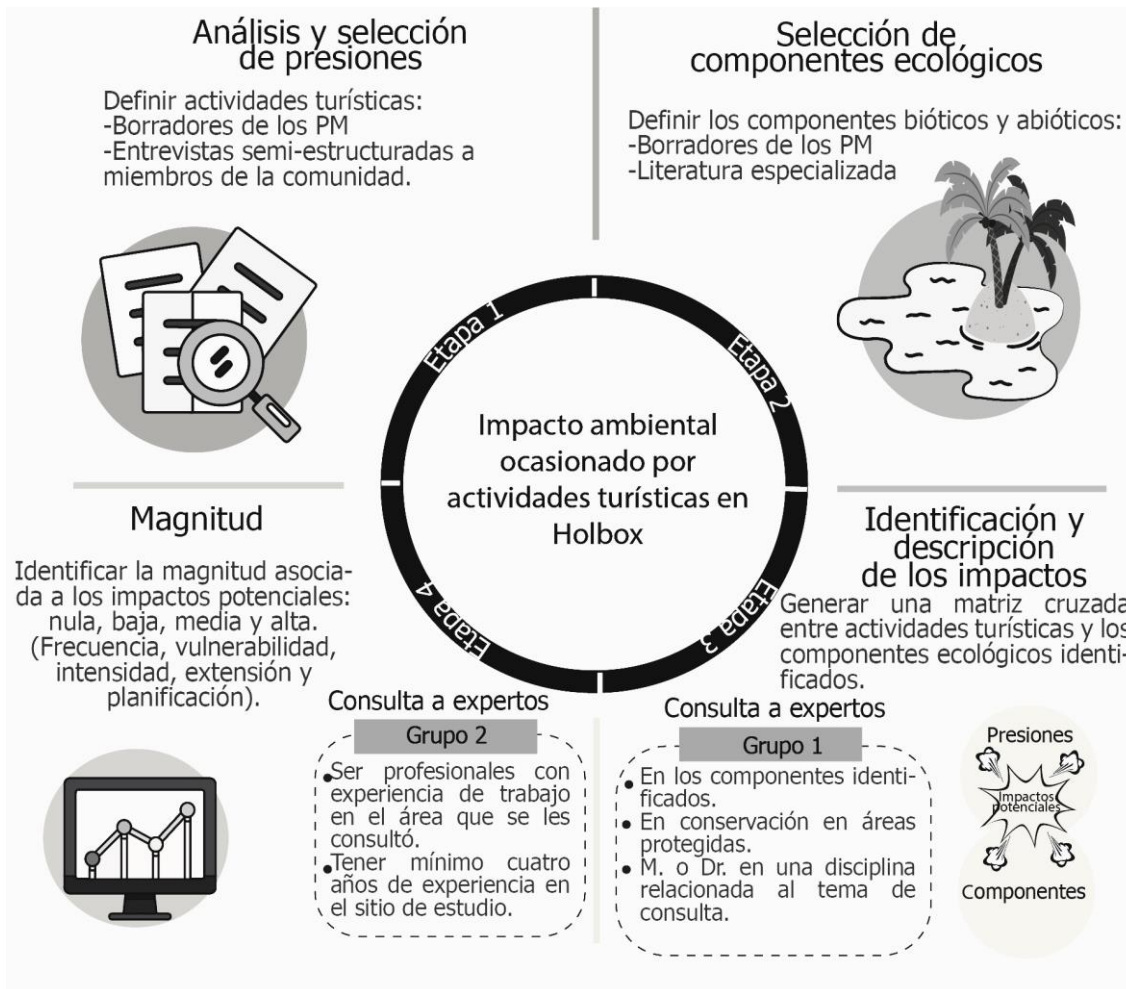 Análisis y selección
de presiones
Definir actividades turísticas:
-Borradores de los PM
-Entrevistas semi-estructuradas a
miembros de la comunidad.
Selección de
componentes ecológicos
Definir los componentes bióticos y abióticos:
-Borradores de los PM
-Literatura especializada
Etapa 1
Etapa 2
Impacto ambiental
ocasionado por
actividades turísticas en
Holbox
Etapa 3
Etapa 4
Identificación y
descripción
de los impactos
Generar una matriz cruzada
entre actividades turísticas y los
componentes ecológicos identi-
ficados.
Consulta a expertos
Grupo 1
• En los componentes identi-
ficados.
• En conservación en áreas
protegidas.
• M. o Dr. en una disciplina
relacionada al tema de
consulta.
Presiones
Impactos
potenciales
Componentes
Magnitud
Identificar la magnitud asocia-
da a los impactos potenciales:
nula, baja, media y alta.
(Frecuencia, vulnerabilidad,
intensidad, extensión y
planificación).
Consulta a expertos
Grupo 2
•Ser profesionales con
experiencia de trabajo
en el área que se les
consultó.
•Tener mínimo cuatro
años de experiencia en
el sitio de estudio.